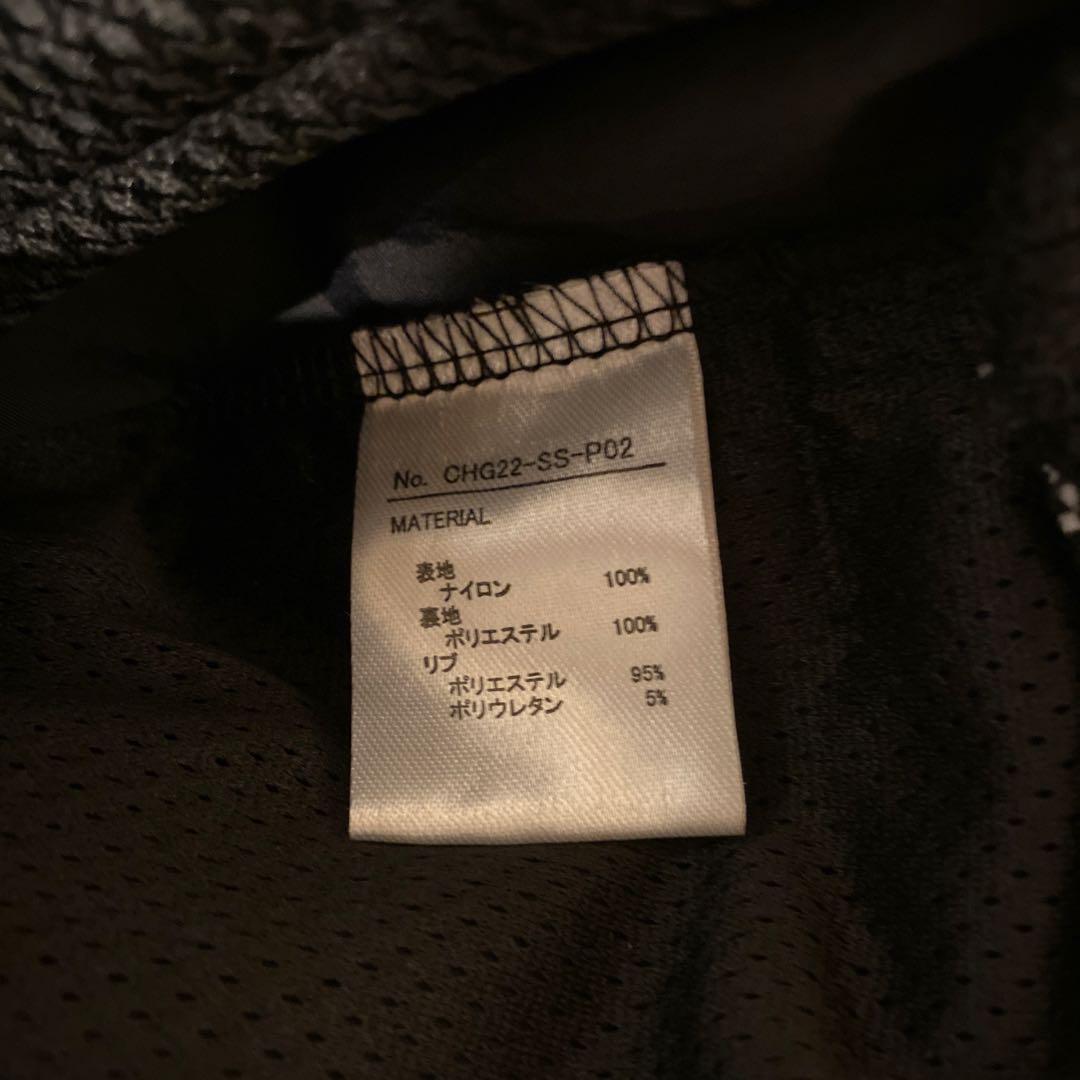 No. CHG22-SS-P02
MATERIAL
表地
ナイロン 100%
裏地
ポリエステル 100%
リブ
ポリエステル 95%
ポリウレタン 5%